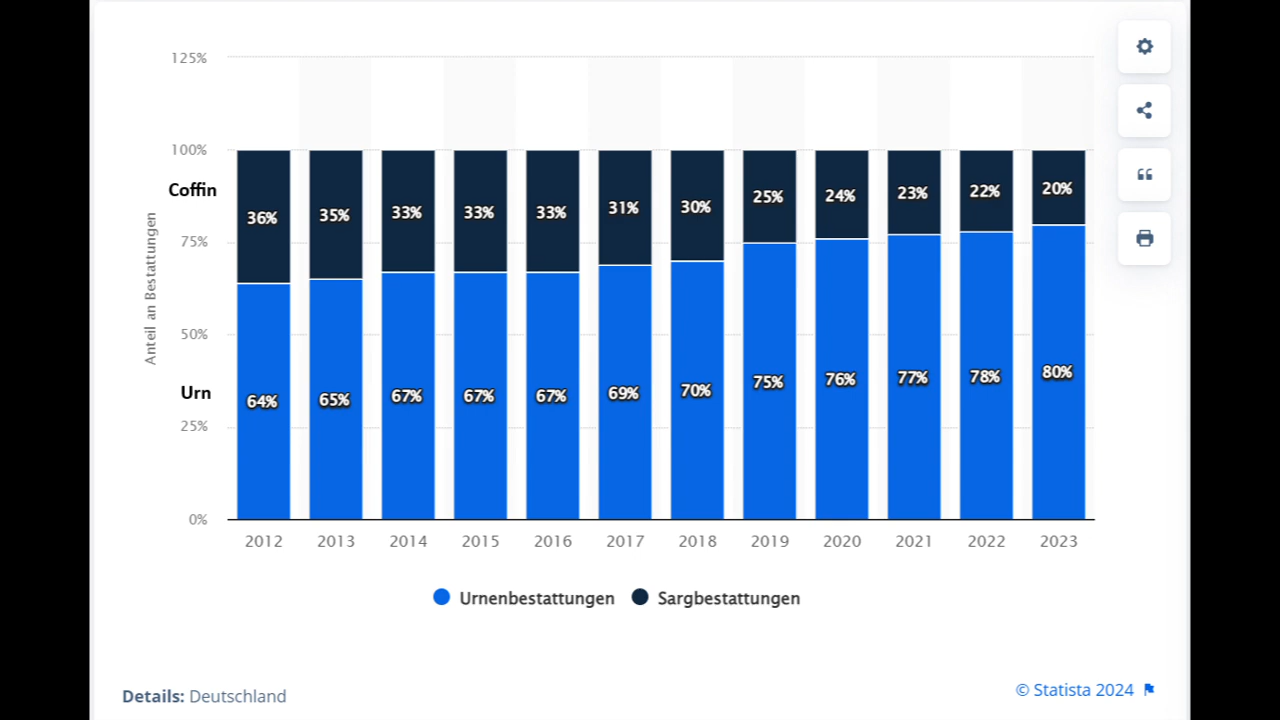 125%
100%
Coffin
75%
Anteil an Bestattungen
50%
Urn
25%
0%
36% 35% 33% 33% 33% 31% 30% 25% 24% 23% 22% 20%
64% 65% 67% 67% 67% 69% 70% 75% 76% 77% 78% 80%
2012 2013 2014 2015 2016 2017 2018 2019 2020 2021 2022 2023
Urnenbestattungen Sargbestattungen
Details: Deutschland
© Statista 2024